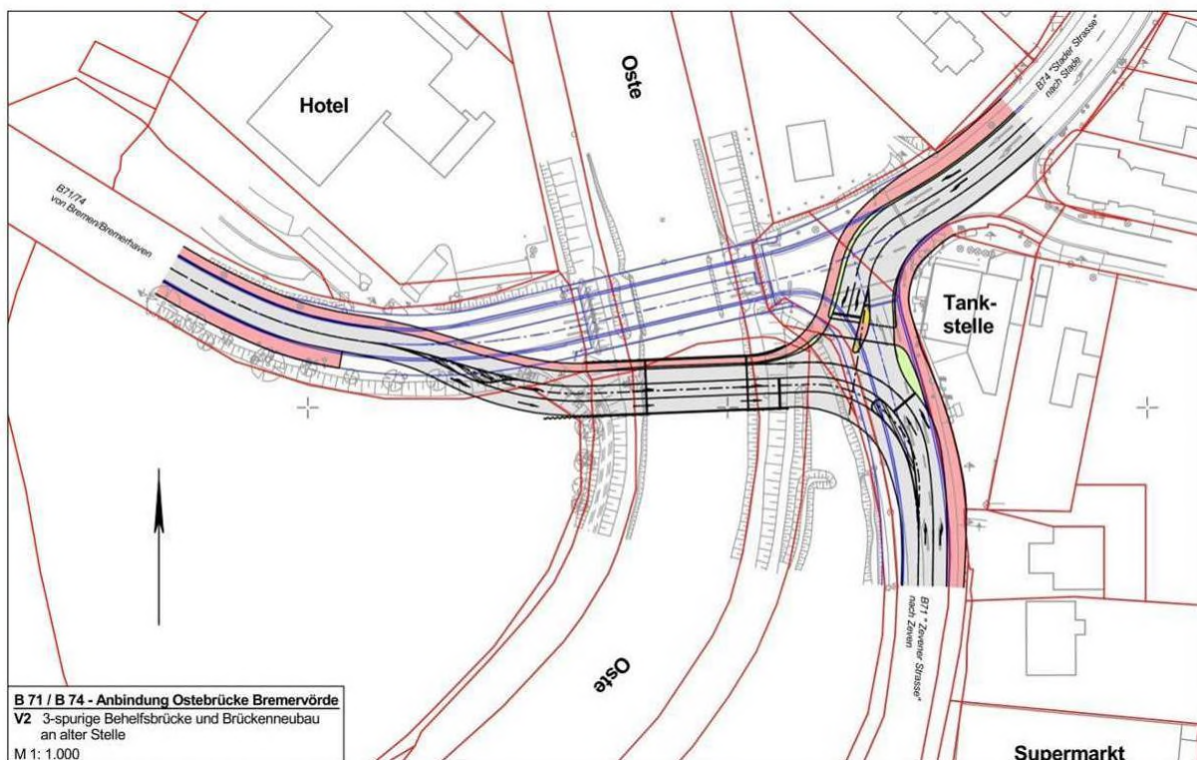 B74 "Stader Strasse"
nach Stade
Oste
Hotel
B71/74
von Bremen/Bremerhaven
Tank-
stelle
B71 " Zevener Strasse"
nach Zeven
Oste
B 71 / B 74 - Anbindung Ostebrücke Bremervörde
V2 3-spurige Behelfsbrücke und Brückenneubau
an alter Stelle
M 1: 1.000
Supermarkt